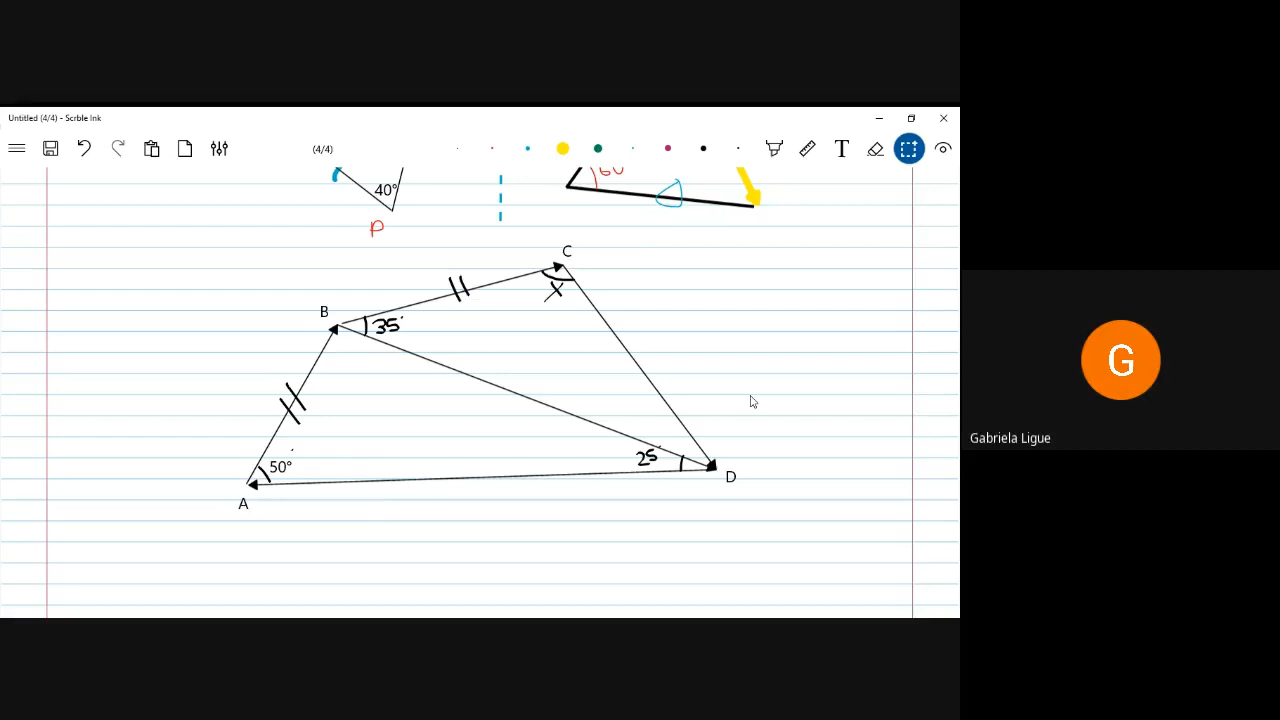 Untitled (4/4) - Scrble Ink
(4/4)
T
40°
60
P
C
B
35°
X
G
Gabriela Ligue
50°
25°
D
A